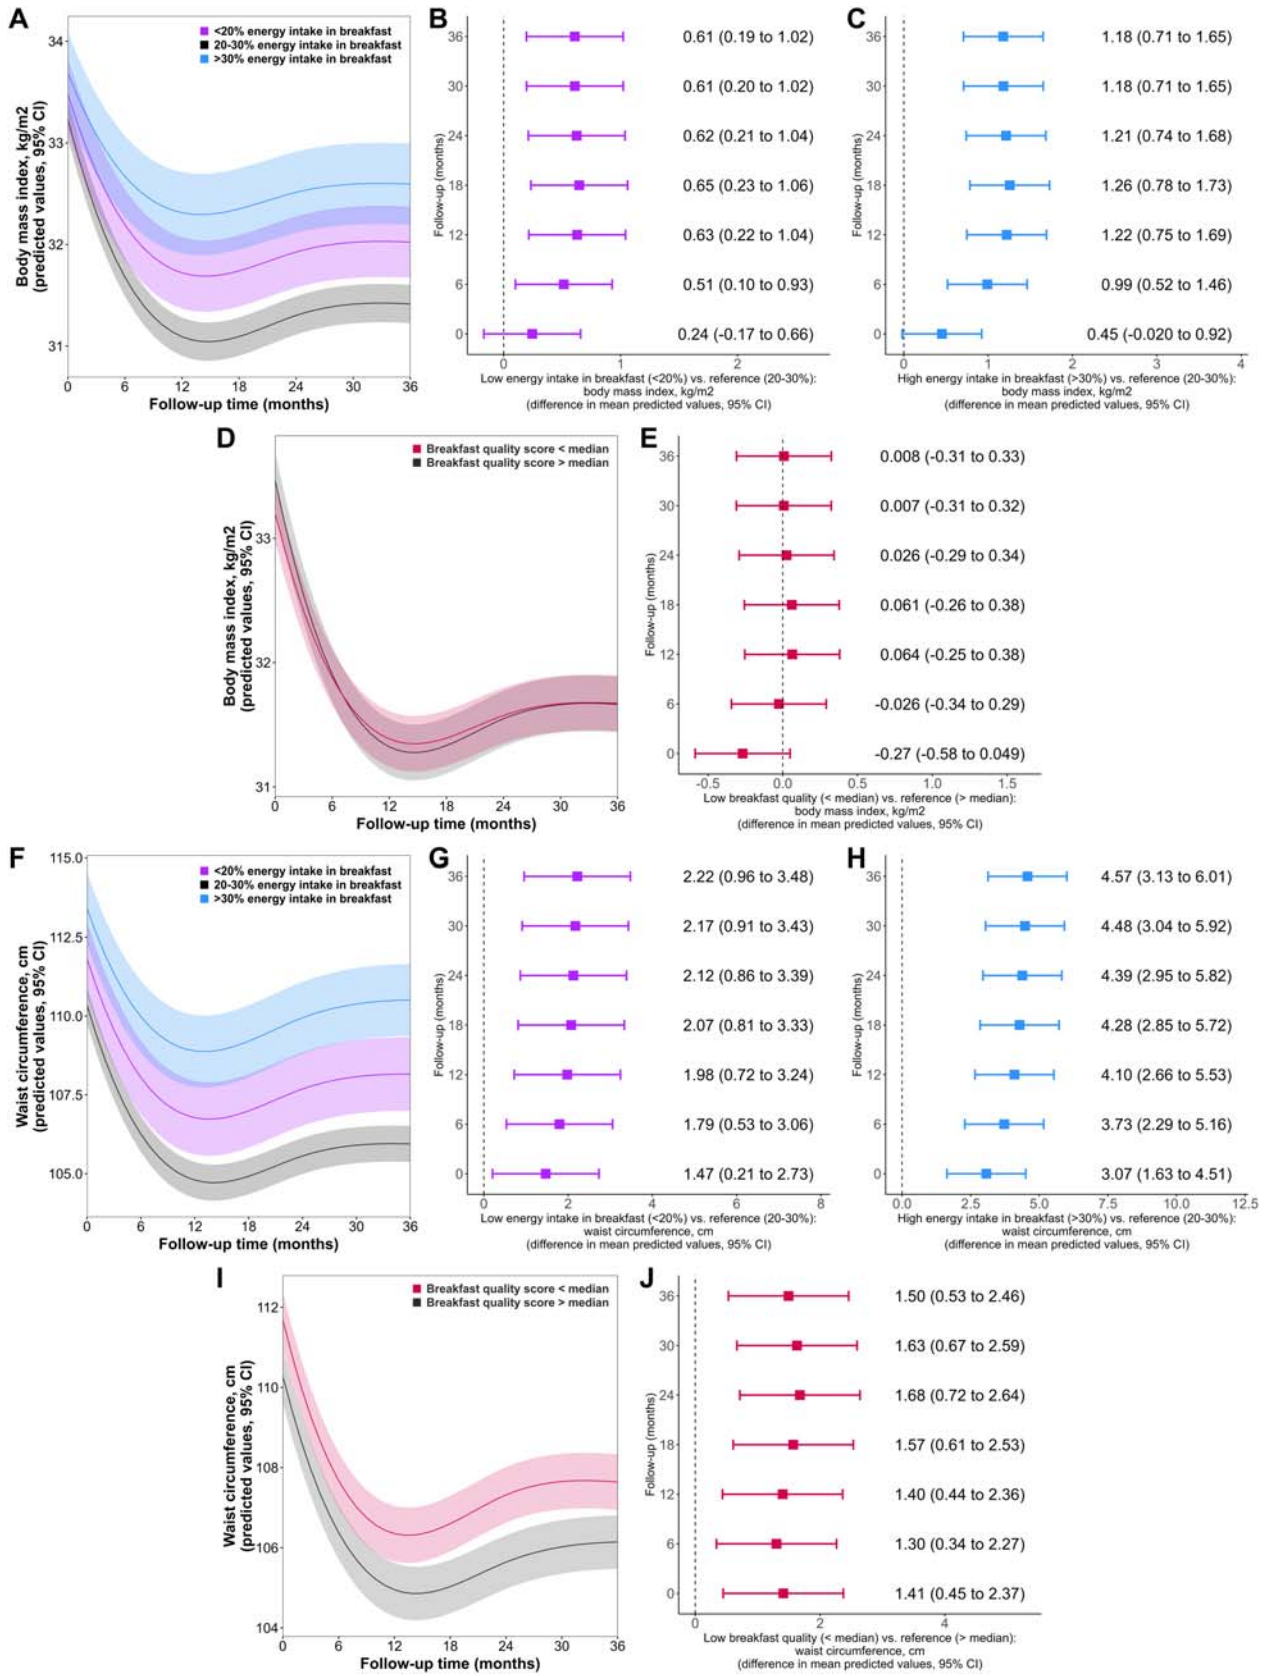 A
34
33
32
31
Body mass index, kg/m2
(predicted values, 95% CI)
<20% energy intake in breakfast
20-30% energy intake in breakfast
>30% energy intake in breakfast
0 6 12 18 24 30 36
Follow-up time (months)
B
Follow-up (months)
36 0.61 (0.19 to 1.02)
30 0.61 (0.20 to 1.02)
24 0.62 (0.21 to 1.04)
18 0.65 (0.23 to 1.06)
12 0.63 (0.22 to 1.04)
6 0.51 (0.10 to 0.93)
0 0.24 (-0.17 to 0.66)
0 1 2
Low energy intake in breakfast (<20%) vs. reference (20-30%):
body mass index, kg/m2
(difference in mean predicted values, 95% CI)
C
Follow-up (months)
36 1.18 (0.71 to 1.65)
30 1.18 (0.71 to 1.65)
24 1.21 (0.74 to 1.68)
18 1.26 (0.78 to 1.73)
12 1.22 (0.75 to 1.69)
6 0.99 (0.52 to 1.46)
0 0.45 (-0.020 to 0.92)
0 1 2 3 4
High energy intake in breakfast (>30%) vs. reference (20-30%):
body mass index, kg/m2
(difference in mean predicted values, 95% CI)
D
33
32
31
Body mass index, kg/m2
(predicted values, 95% CI)
Breakfast quality score < median
Breakfast quality score > median
0 6 12 18 24 30 36
Follow-up time (months)
E
Follow-up (months)
36 0.008 (-0.31 to 0.33)
30 0.007 (-0.31 to 0.32)
24 0.026 (-0.29 to 0.34)
18 0.061 (-0.26 to 0.38)
12 0.064 (-0.25 to 0.38)
6 -0.026 (-0.34 to 0.29)
0 -0.27 (-0.58 to 0.049)
-0.5 0.0 0.5 1.0 1.5
Low breakfast quality (< median) vs. reference (> median):
body mass index, kg/m2
(difference in mean predicted values, 95% CI)
F
115.0
112.5
110.0
107.5
105.0
Waist circumference, cm
(predicted values, 95% CI)
<20% energy intake in breakfast
20-30% energy intake in breakfast
>30% energy intake in breakfast
0 6 12 18 24 30 36
Follow-up time (months)
G
Follow-up (months)
36 2.22 (0.96 to 3.48)
30 2.17 (0.91 to 3.43)
24 2.12 (0.86 to 3.39)
18 2.07 (0.81 to 3.33)
12 1.98 (0.72 to 3.24)
6 1.79 (0.53 to 3.06)
0 1.47 (0.21 to 2.73)
0 2 4 6 8
Low energy intake in breakfast (<20%) vs. reference (20-30%):
waist circumference, cm
(difference in mean predicted values, 95% CI)
H
Follow-up (months)
36 4.57 (3.13 to 6.01)
30 4.48 (3.04 to 5.92)
24 4.39 (2.95 to 5.82)
18 4.28 (2.85 to 5.72)
12 4.10 (2.66 to 5.53)
6 3.73 (2.29 to 5.16)
0 3.07 (1.63 to 4.51)
0.0 2.5 5.0 7.5 10.0 12.5
High energy intake in breakfast (>30%) vs. reference (20-30%):
waist circumference, cm
(difference in mean predicted values, 95% CI)
I
112
110
108
106
104
Waist circumference, cm
(predicted values, 95% CI)
Breakfast quality score < median
Breakfast quality score > median
0 6 12 18 24 30 36
Follow-up time (months)
J
Follow-up (months)
36 1.50 (0.53 to 2.46)
30 1.63 (0.67 to 2.59)
24 1.68 (0.72 to 2.64)
18 1.57 (0.61 to 2.53)
12 1.40 (0.44 to 2.36)
6 1.30 (0.34 to 2.27)
0 1.41 (0.45 to 2.37)
0 2 4
Low breakfast quality (< median) vs. reference (> median):
waist circumference, cm
(difference in mean predicted values, 95% CI)